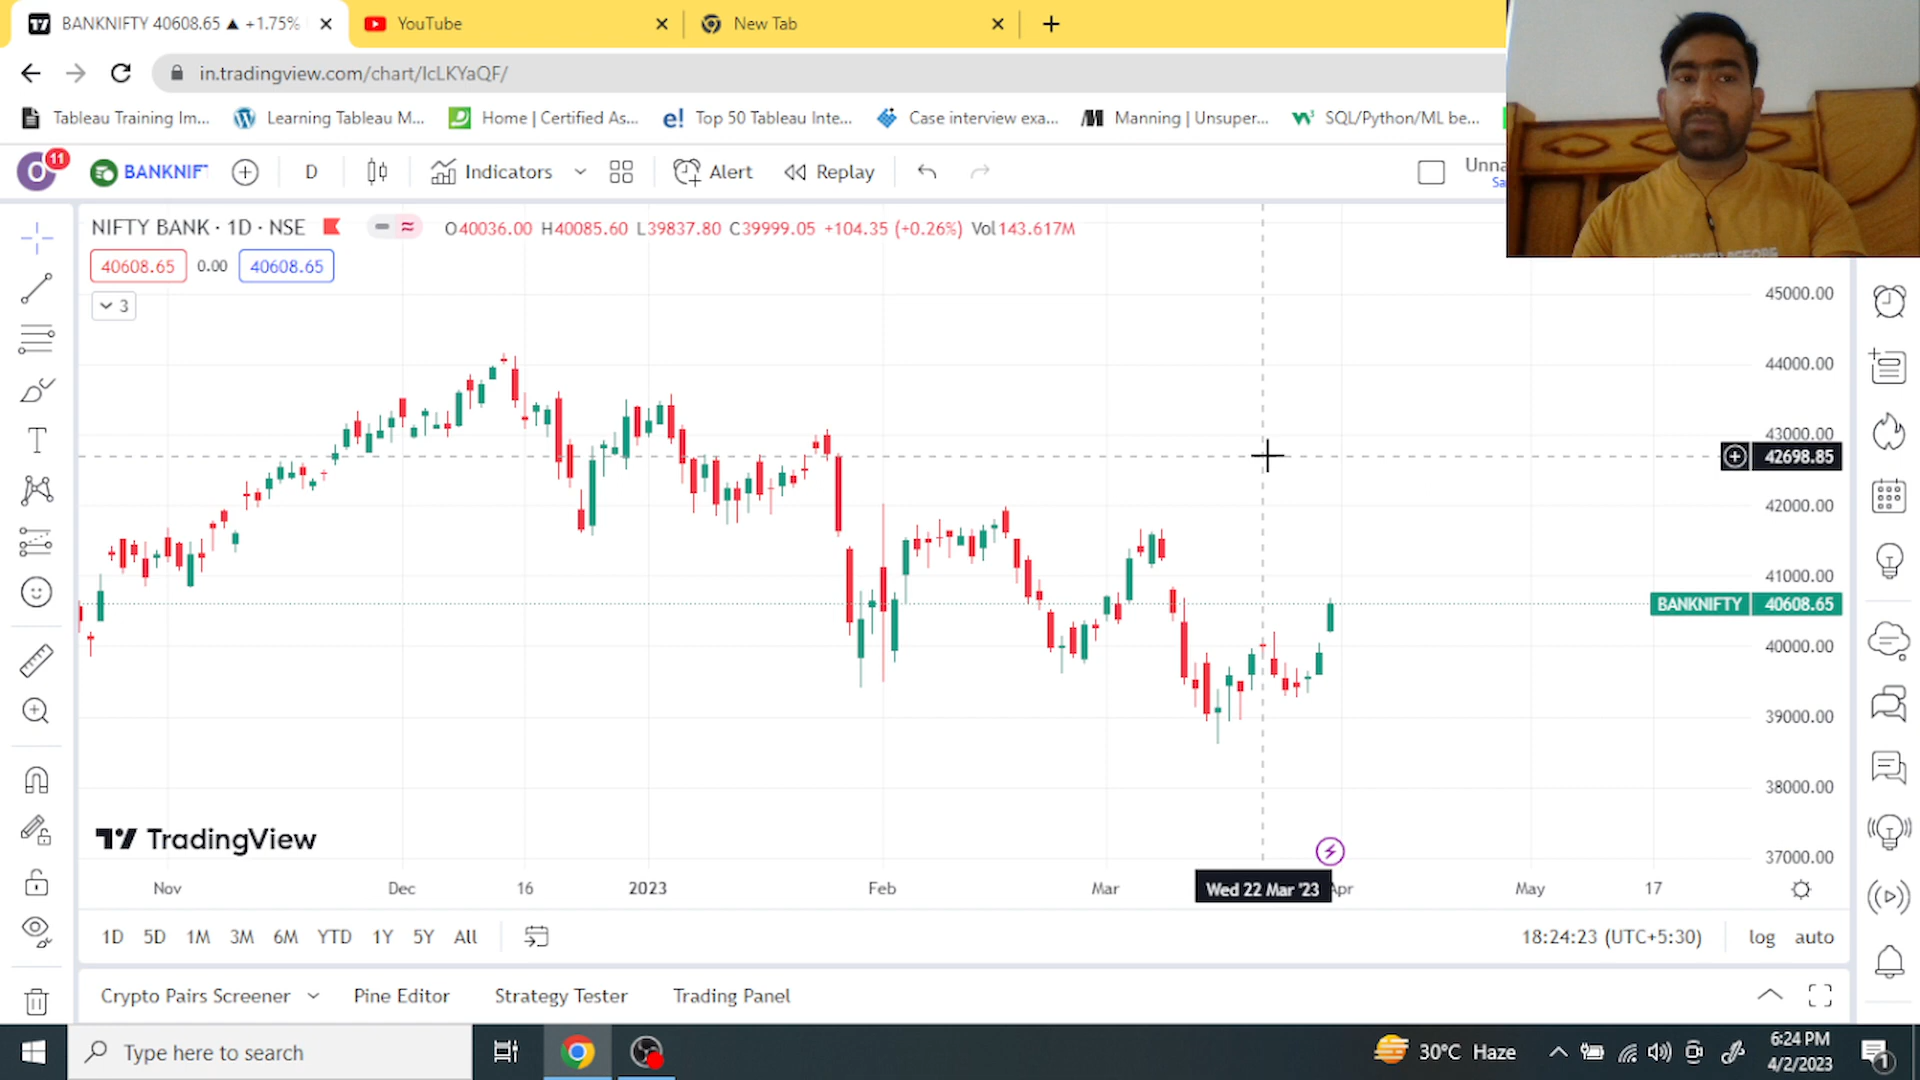 BANKNIFTY 40608.65 ▲ +1.75%
YouTube
New Tab
in.tradingview.com/chart/IcLKYaQF/
Tableau Training Im...
Learning Tableau M...
Home | Certified As...
e! Top 50 Tableau Inte...
Case interview exa...
Manning | Unsuper...
SQL/Python/ML be...
O 11
BANKNIF
D
Indicators
Alert
Replay
Unna
Sa
NIFTY BANK · 1D · NSE
O40036.00 H40085.60 L39837.80 C39999.05 +104.35 (+0.26%) Vol143.617M
40608.65 0.00 40608.65
3
45000.00
44000.00
43000.00
42698.85
42000.00
41000.00
BANKNIFTY 40608.65
40000.00
39000.00
38000.00
37000.00
TradingView
Nov Dec 16 2023 Feb Mar Wed 22 Mar '23 Apr May 17
1D 5D 1M 3M 6M YTD 1Y 5Y All
18:24:23 (UTC+5:30) log auto
Crypto Pairs Screener Pine Editor Strategy Tester Trading Panel
Type here to search
30°C Haze
6:24 PM
4/2/2023
1